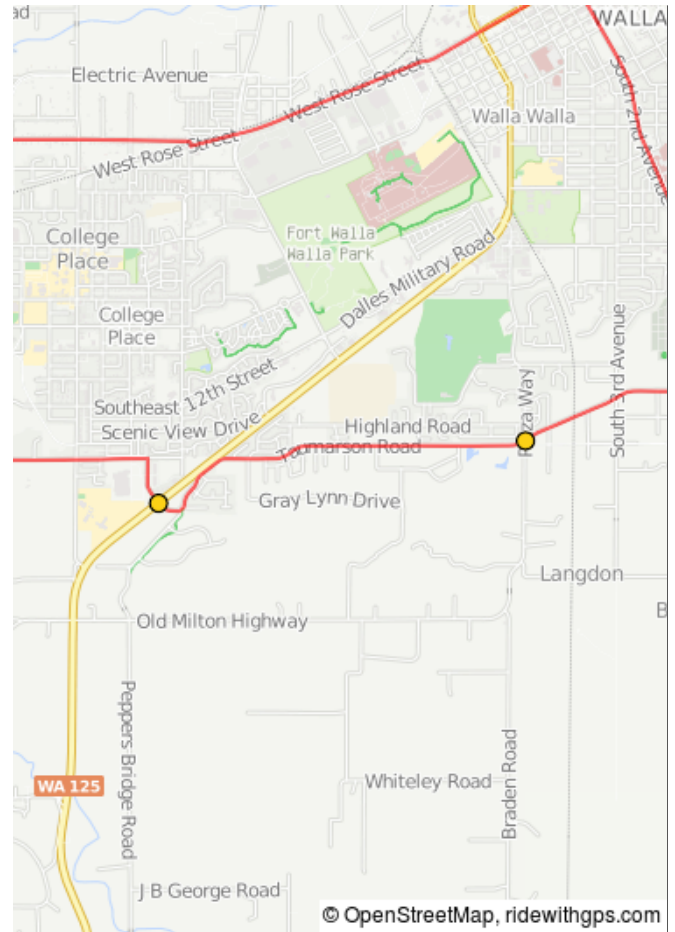 ad
WALLA
Electric Avenue
West Rose Street
South 2nd Avenue
Walla Walla
West Rose Street
College
Place
Fort Walla
Walla Park
Dalles Military Road
College
Place
South 3rd Avenue
Southeast 12th Street
Scenic View Drive
Highland Road
Taumarson Road
Gray Lynn Drive
Langdon
B
Old Milton Highway
Peppers Bridge Road
WA 125
Whiteley Road
Braden Road
J B George Road
© OpenStreetMap, ridewithgps.com